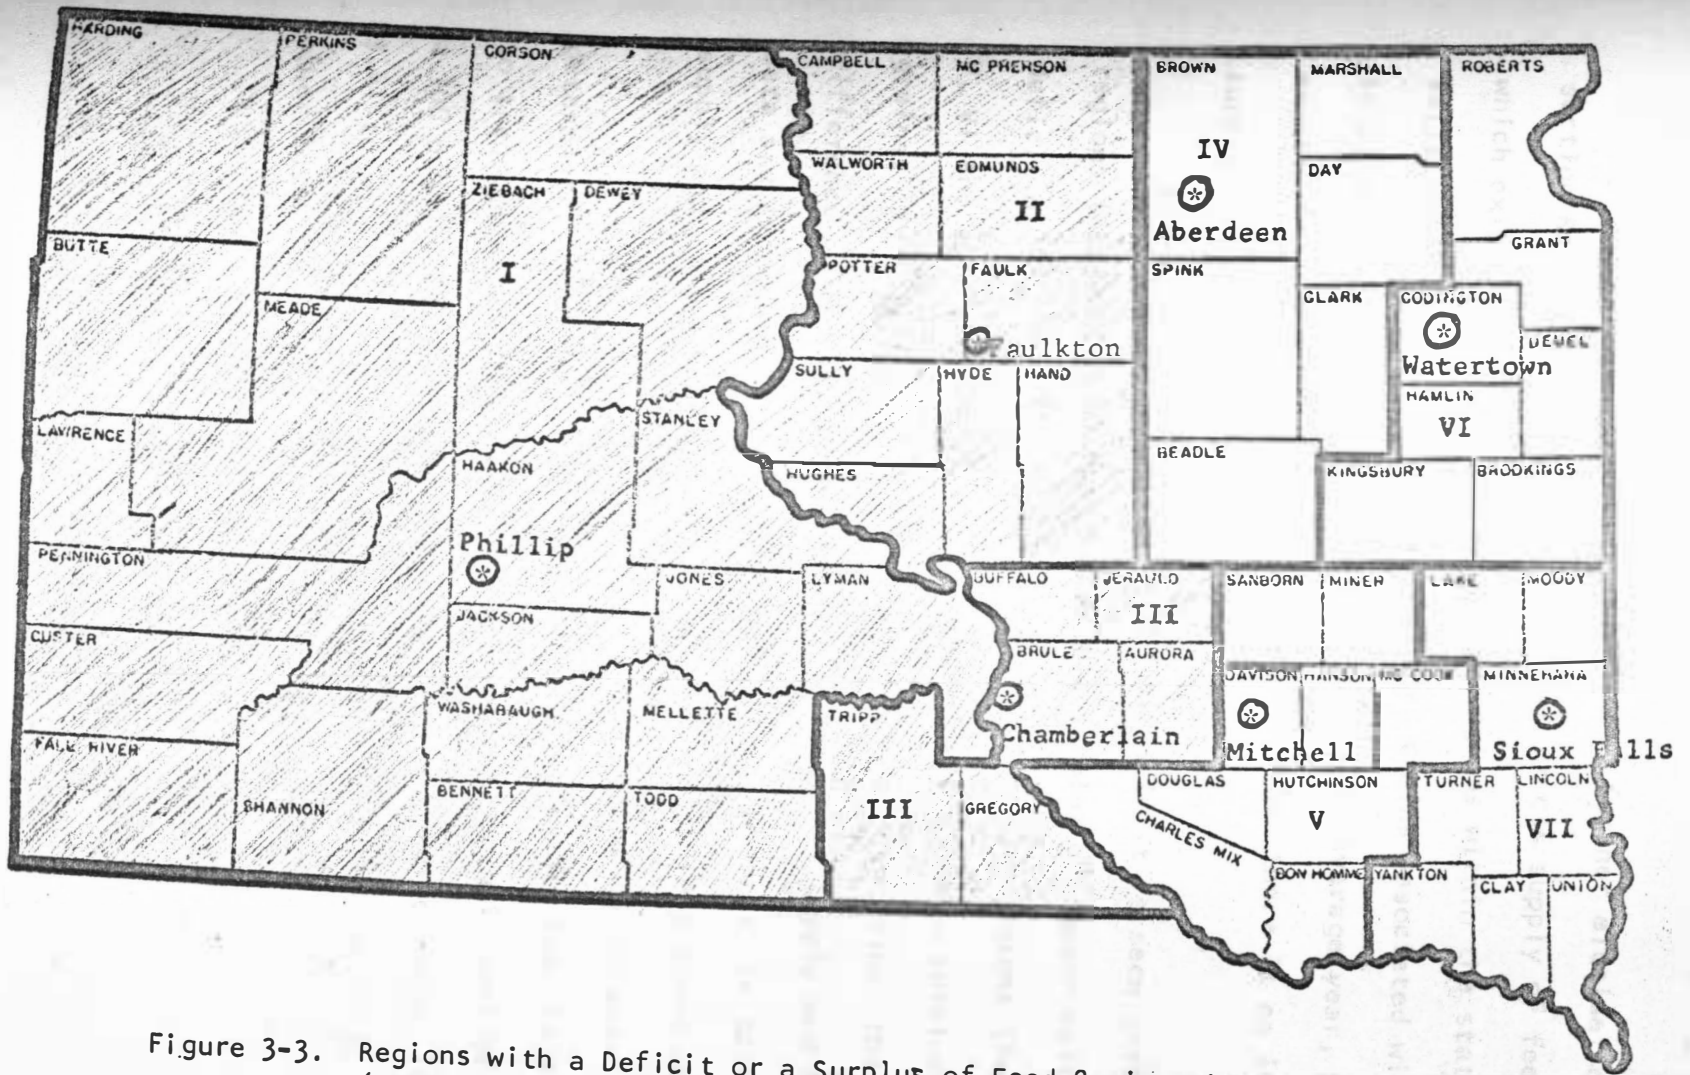 HARDING
PERKINS
CORSON
CAMPBELL
MC PHERSON
BROWN
MARSHALL
ROBERTS
IV
WALWORTH
EDMUNDS
DAY
ZIEBACH
DEWEY
II
Aberdeen
BUTTE
GRANT
I
POTTER
FAULK
SPINK
MEADE
CLARK
CODINGTON
aulkton
DEUEL
Watertown
SULLY
HYDE
HAND
HAMLIN
LAWRENCE
STANLEY
VI
BEADLE
HAAKON
HUGHES
KINGSBURY
BROOKINGS
Phillip
PENNINGTON
JONES
LYMAN
BUFFALO
JERAULD
SANBORN
MINER
LAKE
MOODY
III
JACKSON
CUSTER
BRULE
AURORA
DAVISON
HANSON
MC COOK
MINNEHAHA
WASHABAUGH
MELLETTE
TRIPP
Chamberlain
Mitchell
Sioux Falls
FALL RIVER
DOUGLAS
HUTCHINSON
TURNER
LINCOLN
BENNETT
TODD
SHANNON
III
GREGORY
CHARLES MIX
V
VII
BON HOMME
YANKTON
CLAY
UNION
Figure 3-3. Regions with a Deficit or a Surplus of Feed